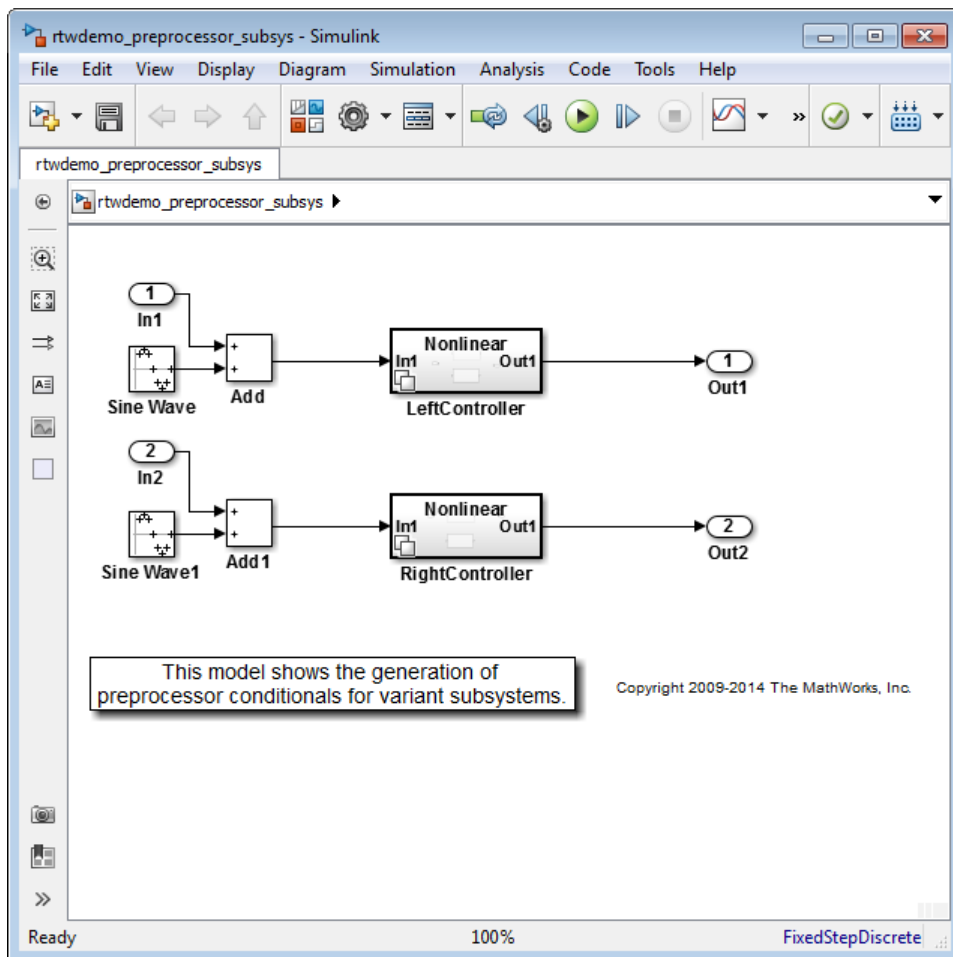 rtwdemo_preprocessor_subsys - Simulink
File Edit View Display Diagram Simulation Analysis Code Tools Help
rtwdemo_preprocessor_subsys
rtwdemo_preprocessor_subsys
1
In1
+
+
Add
Sine Wave
Nonlinear
In1 Out1
LeftController
1
Out1
2
In2
+
+
Add1
Sine Wave1
Nonlinear
In1 Out1
RightController
2
Out2
This model shows the generation of
preprocessor conditionals for variant subsystems.
Copyright 2009-2014 The MathWorks, Inc.
Ready 100% FixedStepDiscrete